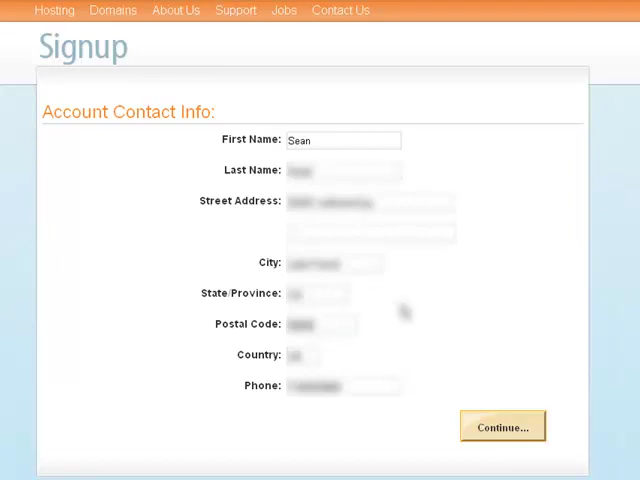 Hosting Domains About Us Support Jobs Contact Us
Signup
Account Contact Info:
First Name: Sean
Last Name:
Street Address:
City:
State/Province:
Postal Code:
Country:
Phone:
Continue...